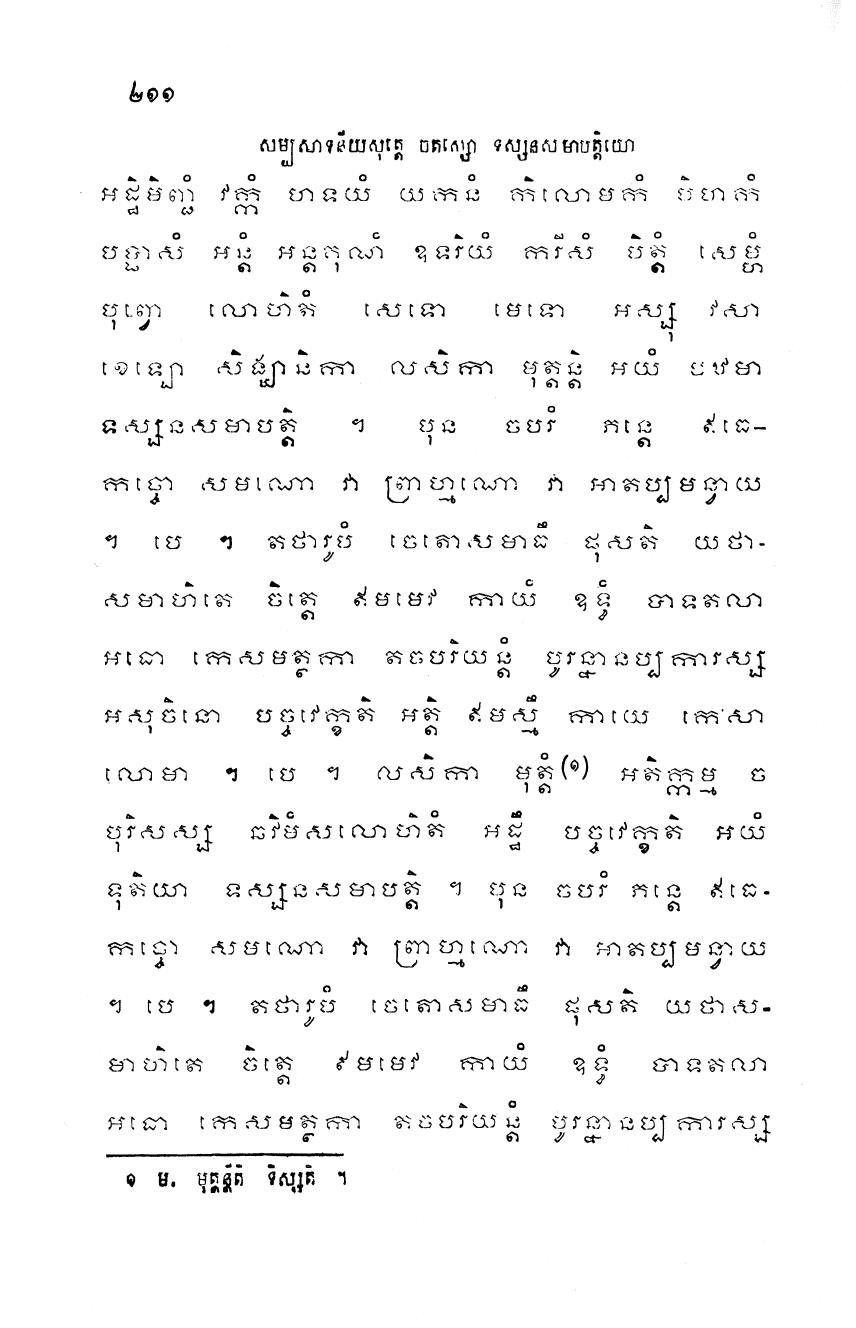 ២១១
សម្បសាទនីយសុត្តេ ចតស្សោ ទស្សនសមាបត្តិយោ
អដ្ឋិមិញ្ជំ វក្កំ ហទយំ យកនំ កិលោមកំ បិហកំ
បប្ផាសំ អន្តំ អន្តគុណំ ឧទរិយំ ករីសំ បិត្តំ សេម្ហំ
បុព្វោ លោហិតំ សេទោ មេទោ អស្សុ វសា
ខេឡោ សិង្ឃានិកា លសិកា មុត្តន្តិ អយំ បឋមា
ទស្សនសមាបត្តិ ។ បុន ចបរំ ភន្តេ ឥធេ-
កច្ចោ សមណោ វា ព្រាហ្មណោ វា អាតប្បមន្វាយ
។ បេ ។ តថារូបំ ចេតោសមាធឹ ផុសតិ យថា-
សមាហិតេ ចិត្តេ ឥមមេវ កាយំ ឧទ្ធំ បាទតលា
អធោ កេសមត្ថកា តចបរិយន្តំ បូរន្នានប្បការស្ស
អសុចិនោ បច្ចវេក្ខតិ អត្ថិ ឥមស្មឹ កាយេ កេសា
លោមា ។ បេ ។ លសិកា មុត្តំ(១) អតិក្កម្ម ច
បុរិសស្ស ឆវិមំសលោហិតំ អដ្ឋឹ បច្ចវេក្ខតិ អយំ
ទុតិយា ទស្សនសមាបត្តិ ។ បុន ចបរំ ភន្តេ ឥធេ-
កច្ចោ សមណោ វា ព្រាហ្មណោ វា អាតប្បមន្វាយ
។ បេ ។ តថារូបំ ចេតោសមាធឹ ផុសតិ យថាស-
មាហិតេ ចិត្តេ ឥមមេវ កាយំ ឧទ្ធំ បាទតលា
អធោ កេសមត្ថកា តចបរិយន្តំ បូរន្នានប្បការស្ស
១ ម. មុត្តន្តីតិ ទិស្សតិ ។